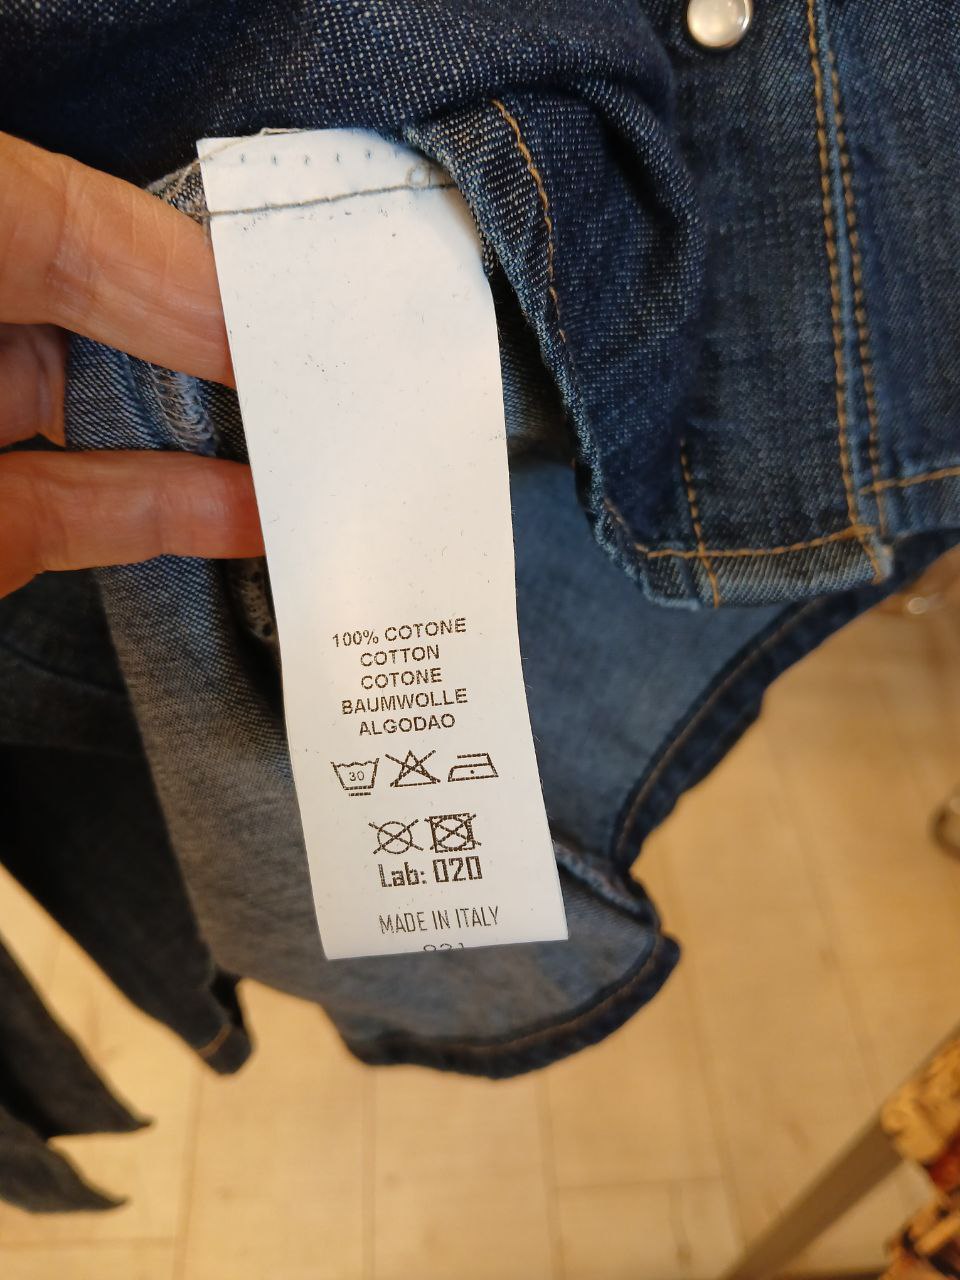 100% COTONE
COTTON
COTONE
BAUMWOLLE
ALGODAO
30
Lab: 020
MADE IN ITALY